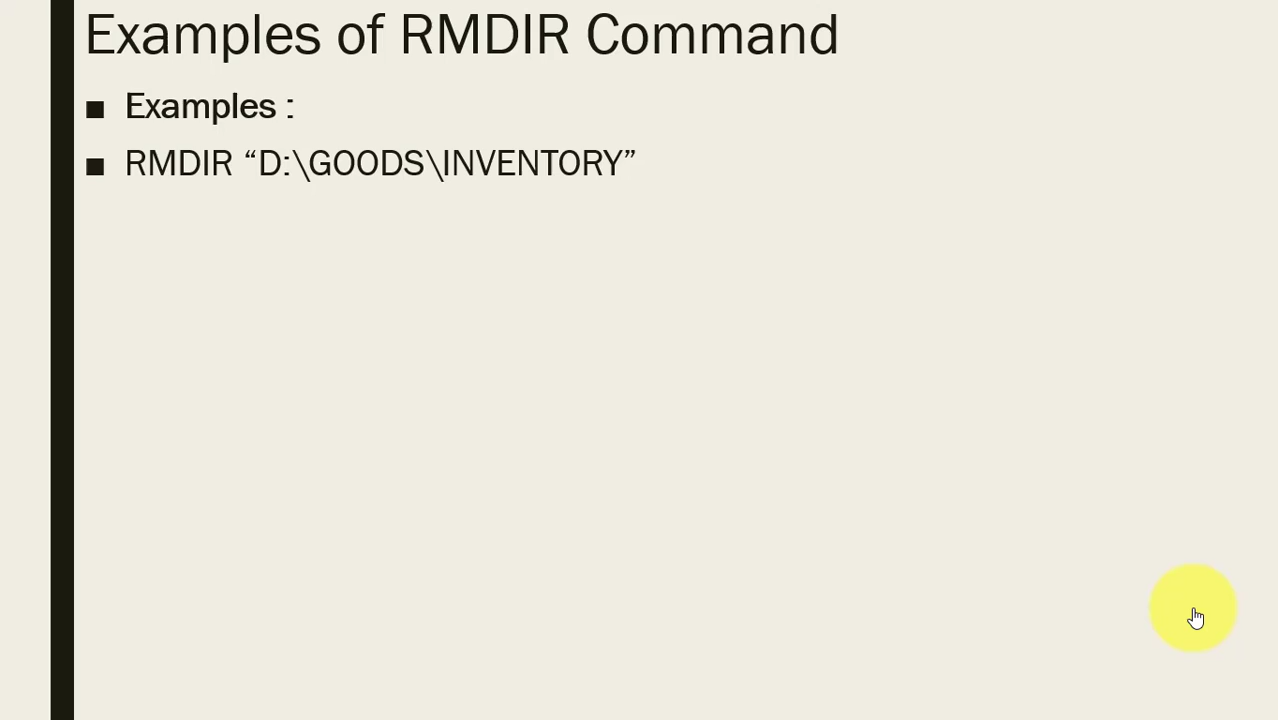 Examples of RMDIR Command
■ Examples :
■ RMDIR “D:\GOODS\INVENTORY”